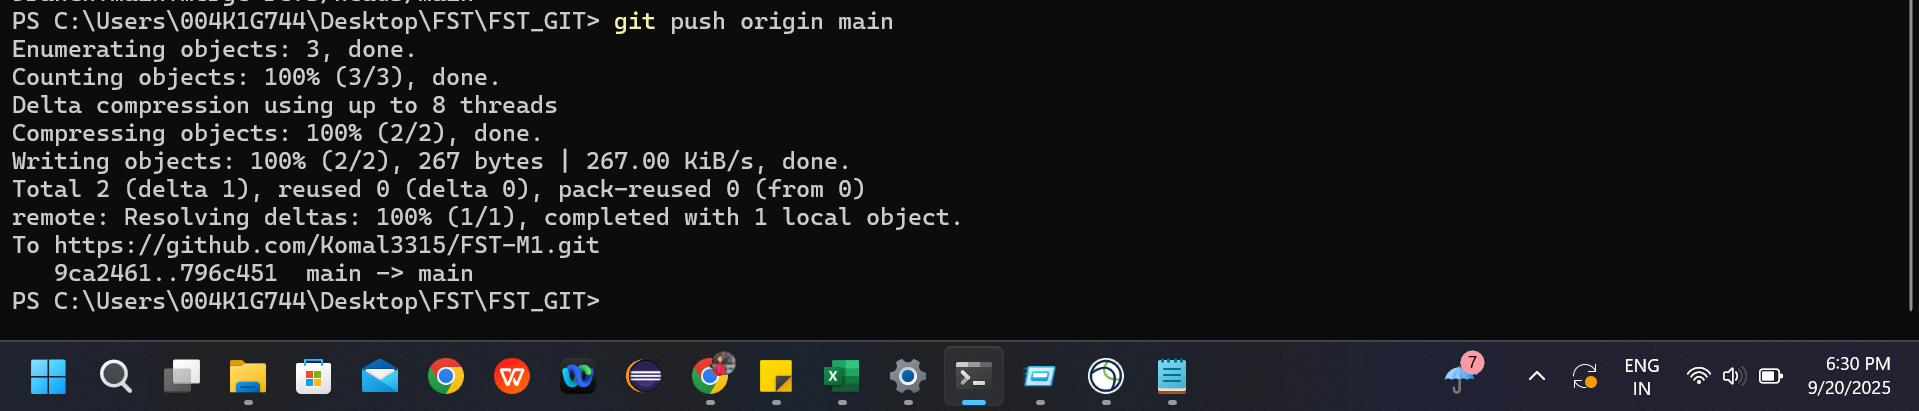 PS C:\Users\004K1G744\Desktop\FST\FST_GIT> git push origin main
Enumerating objects: 3, done.
Counting objects: 100% (3/3), done.
Delta compression using up to 8 threads
Compressing objects: 100% (2/2), done.
Writing objects: 100% (2/2), 267 bytes | 267.00 KiB/s, done.
Total 2 (delta 1), reused 0 (delta 0), pack-reused 0 (from 0)
remote: Resolving deltas: 100% (1/1), completed with 1 local object.
To https://github.com/Komal3315/FST-M1.git
   9ca2461..796c451  main -> main
PS C:\Users\004K1G744\Desktop\FST\FST_GIT>
7
ENG
IN
6:30 PM
9/20/2025